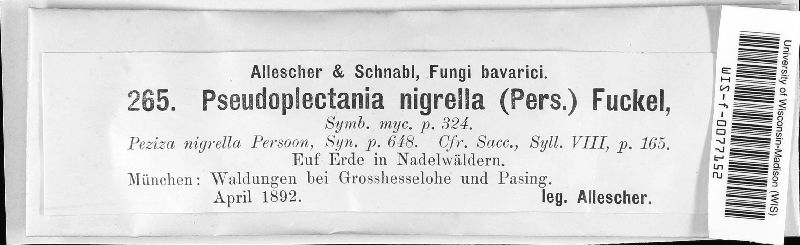 Allescher & Schnabl, Fungi bavarici.
265. Pseudoplectania nigrella (Pers.) Fuckel,
Symb. myc. p. 324.
Peziza nigrella Persoon, Syn. p. 648. Cfr. Sacc., Syll. VIII, p. 165.
Euf Erde in Nadelwäldern.
München: Waldungen bei Grosshesselohe und Pasing.
April 1892. leg. Allescher.
University of Wisconsin-Madison (WIS)
WIS-f-0077152